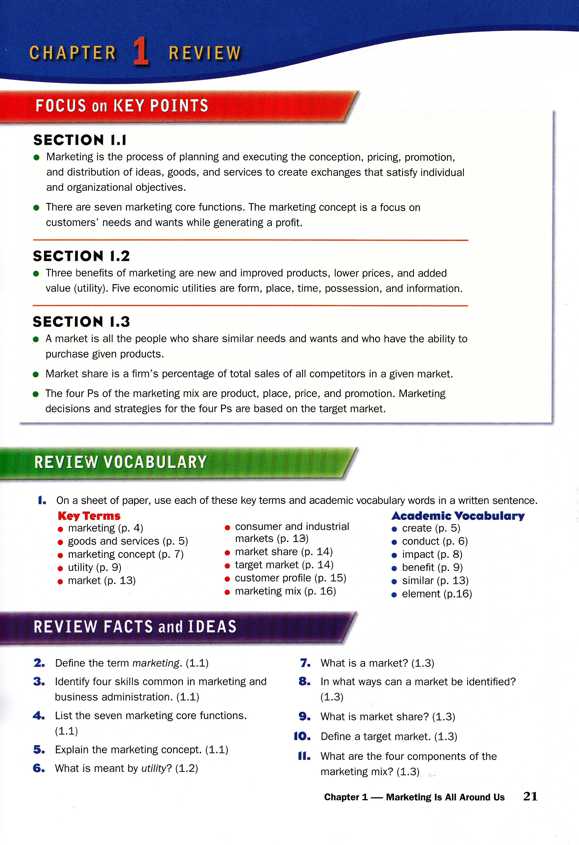 CHAPTER 1 REVIEW
FOCUS on KEY POINTS
SECTION 1.1
• Marketing is the process of planning and executing the conception, pricing, promotion,
and distribution of ideas, goods, and services to create exchanges that satisfy individual
and organizational objectives.
• There are seven marketing core functions. The marketing concept is a focus on
customers' needs and wants while generating a profit.
SECTION 1.2
• Three benefits of marketing are new and improved products, lower prices, and added
value (utility). Five economic utilities are form, place, time, possession, and information.
SECTION 1.3
• A market is all the people who share similar needs and wants and who have the ability to
purchase given products.
• Market share is a firm's percentage of total sales of all competitors in a given market.
• The four Ps of the marketing mix are product, place, price, and promotion. Marketing
decisions and strategies for the four Ps are based on the target market.
REVIEW VOCABULARY
1. On a sheet of paper, use each of these key terms and academic vocabulary words in a written sentence.
Key Terms
• marketing (p. 4)
• goods and services (p. 5)
• marketing concept (p. 7)
• utility (p. 9)
• market (p. 13)
• consumer and industrial
markets (p. 13)
• market share (p. 14)
• target market (p. 14)
• customer profile (p. 15)
• marketing mix (p. 16)
Academic Vocabulary
• create (p. 5)
• conduct (p. 6)
• impact (p. 8)
• benefit (p. 9)
• similar (p. 13)
• element (p.16)
REVIEW FACTS and IDEAS
2. Define the term marketing. (1.1)
3. Identify four skills common in marketing and
business administration. (1.1)
4. List the seven marketing core functions.
(1.1)
5. Explain the marketing concept. (1.1)
6. What is meant by utility? (1.2)
7. What is a market? (1.3)
8. In what ways can a market be identified?
(1.3)
9. What is market share? (1.3)
10. Define a target market. (1.3)
11. What are the four components of the
marketing mix? (1.3)
Chapter 1 — Marketing Is All Around Us 21